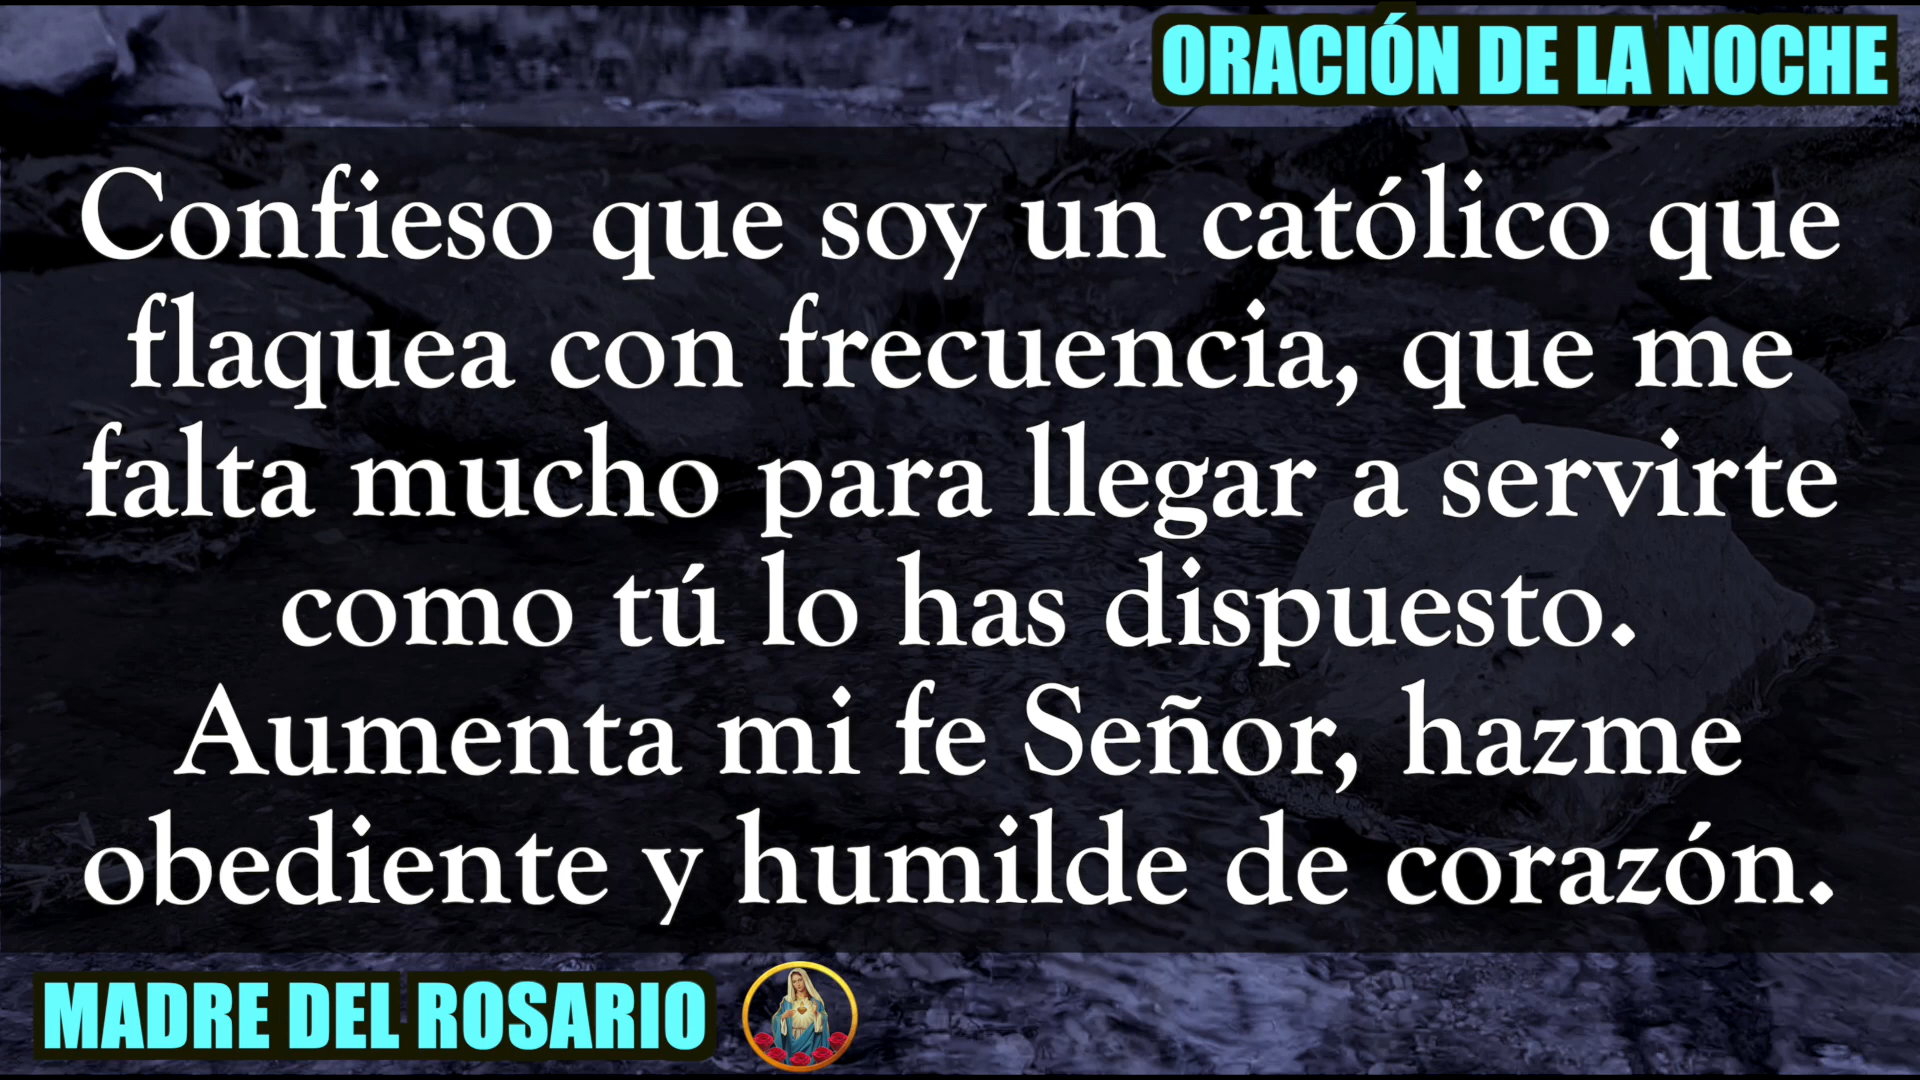 ORACIÓN DE LA NOCHE
Confieso que soy un católico que
flaquea con frecuencia, que me
falta mucho para llegar a servirte
como tú lo has dispuesto.
Aumenta mi fe Señor, hazme
obediente y humilde de corazón.
MADRE DEL ROSARIO